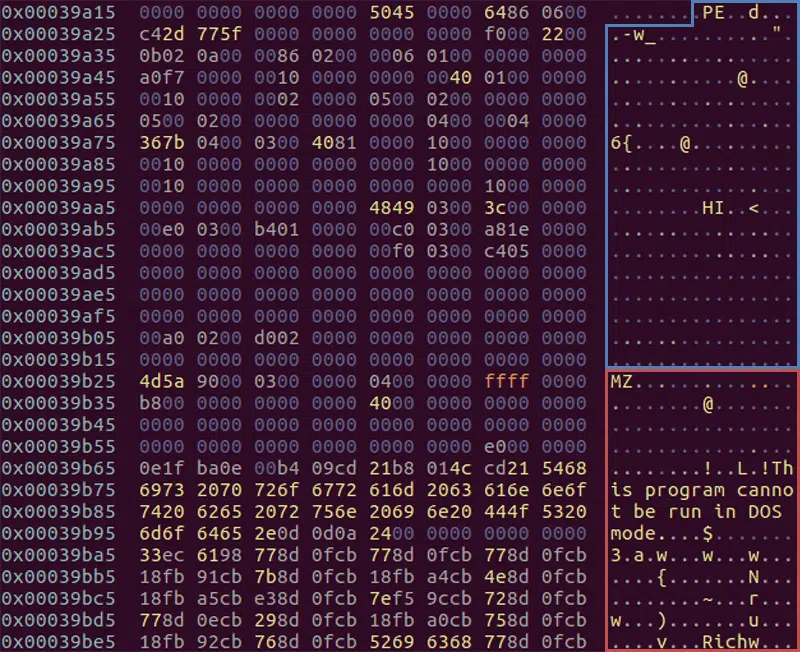 0x00039a15 0000 0000 0000 0000 5045 0000 6486 0600 ........PE..d...
0x00039a25 c42d 775f 0000 0000 0000 0000 f000 2200 .-w_..........".
0x00039a35 0b02 0a00 0086 0200 0006 0100 0000 0000 ................
0x00039a45 a0f7 0000 0010 0000 0000 0040 0100 0000 ...........@....
0x00039a55 0010 0000 0002 0000 0500 0200 0000 0000 ................
0x00039a65 0500 0200 0000 0000 0000 0400 0004 0000 ................
0x00039a75 367b 0400 0300 4081 0000 1000 0000 0000 6{....@.........
0x00039a85 0010 0000 0000 0000 0000 1000 0000 0000 ................
0x00039a95 0010 0000 0000 0000 0000 0000 1000 0000 ................
0x00039aa5 0000 0000 0000 0000 4849 0300 3c00 0000 ........HI..<...
0x00039ab5 00e0 0300 b401 0000 00c0 0300 a81e 0000 ................
0x00039ac5 0000 0000 0000 0000 00f0 0300 c405 0000 ................
0x00039ad5 0000 0000 0000 0000 0000 0000 0000 0000 ................
0x00039ae5 0000 0000 0000 0000 0000 0000 0000 0000 ................
0x00039af5 0000 0000 0000 0000 0000 0000 0000 0000 ................
0x00039b05 00a0 0200 d002 0000 0000 0000 0000 0000 ................
0x00039b15 0000 0000 0000 0000 0000 0000 0000 0000 ................
0x00039b25 4d5a 9000 0300 0000 0400 0000 ffff 0000 MZ..............
0x00039b35 b800 0000 0000 0000 4000 0000 0000 0000 ........@.......
0x00039b45 0000 0000 0000 0000 0000 0000 0000 0000 ................
0x00039b55 0000 0000 0000 0000 0000 0000 e000 0000 ................
0x00039b65 0e1f ba0e 00b4 09cd 21b8 014c cd21 5468 ........!..L.!Th
0x00039b75 6973 2070 726f 6772 616d 2063 616e 6e6f is program canno
0x00039b85 7420 6265 2072 756e 2069 6e20 444f 5320 t be run in DOS
0x00039b95 6d6f 6465 2e0d 0d0a 2400 0000 0000 0000 mode....$.......
0x00039ba5 33ec 6198 778d 0fcb 778d 0fcb 778d 0fcb 3.a.w...w...w...
0x00039bb5 18fb 91cb 7b8d 0fcb 18fb a4cb 4e8d 0fcb ....{.......N...
0x00039bc5 18fb a5cb e38d 0fcb 7ef5 9ccb 728d 0fcb ........~...r...
0x00039bd5 778d 0ecb 298d 0fcb 18fb a0cb 758d 0fcb w...).......u...
0x00039be5 18fb 92cb 768d 0fcb 5269 6368 778d 0fcb ....v...Richw...